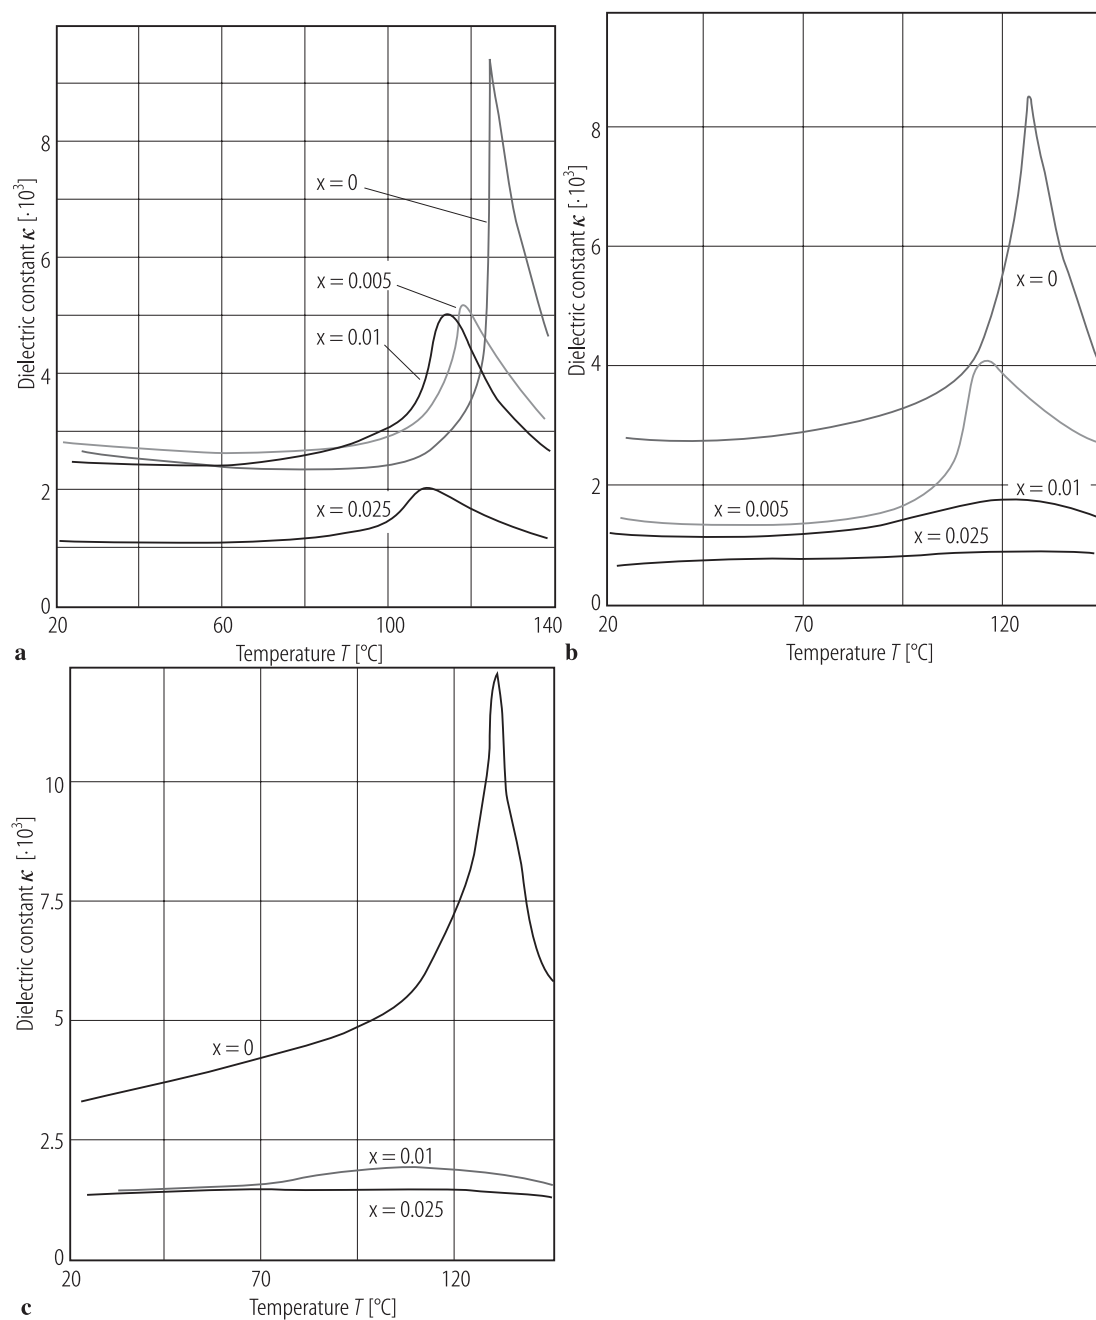 Dielectric constant κ [·10³]
8
6
4
2
0
x = 0
x = 0.005
x = 0.01
x = 0.025
20 60 100 140
Temperature T [°C]
a
Dielectric constant κ [·10³]
8
6
4
2
0
x = 0
x = 0.005
x = 0.01
x = 0.025
20 70 120
Temperature T [°C]
b
Dielectric constant κ [·10³]
10
7.5
5
2.5
0
x = 0
x = 0.01
x = 0.025
20 70 120
Temperature T [°C]
c